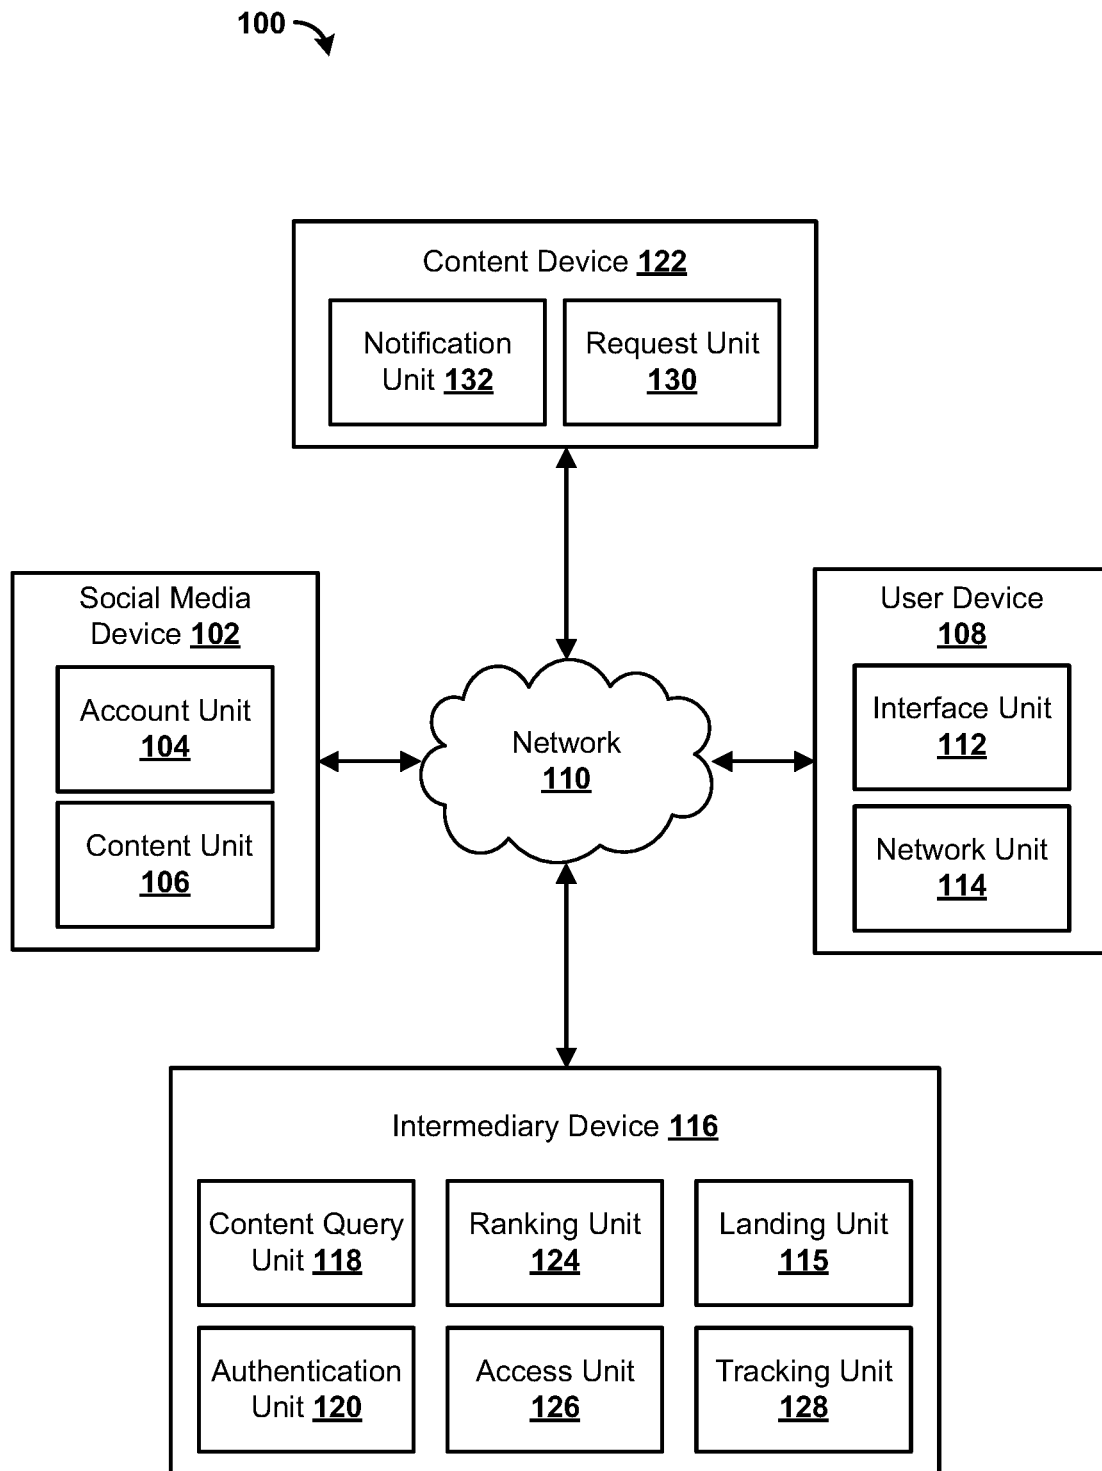 100
Content Device 122
Notification
Unit 132
Request Unit
130
Social Media
Device 102
Account Unit
104
Content Unit
106
Network
110
User Device
108
Interface Unit
112
Network Unit
114
Intermediary Device 116
Content Query
Unit 118
Ranking Unit
124
Landing Unit
115
Authentication
Unit 120
Access Unit
126
Tracking Unit
128